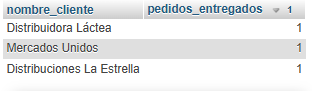 nombre_cliente pedidos_entregados 1
Distribuidora Láctea 1
Mercados Unidos 1
Distribuciones La Estrella 1